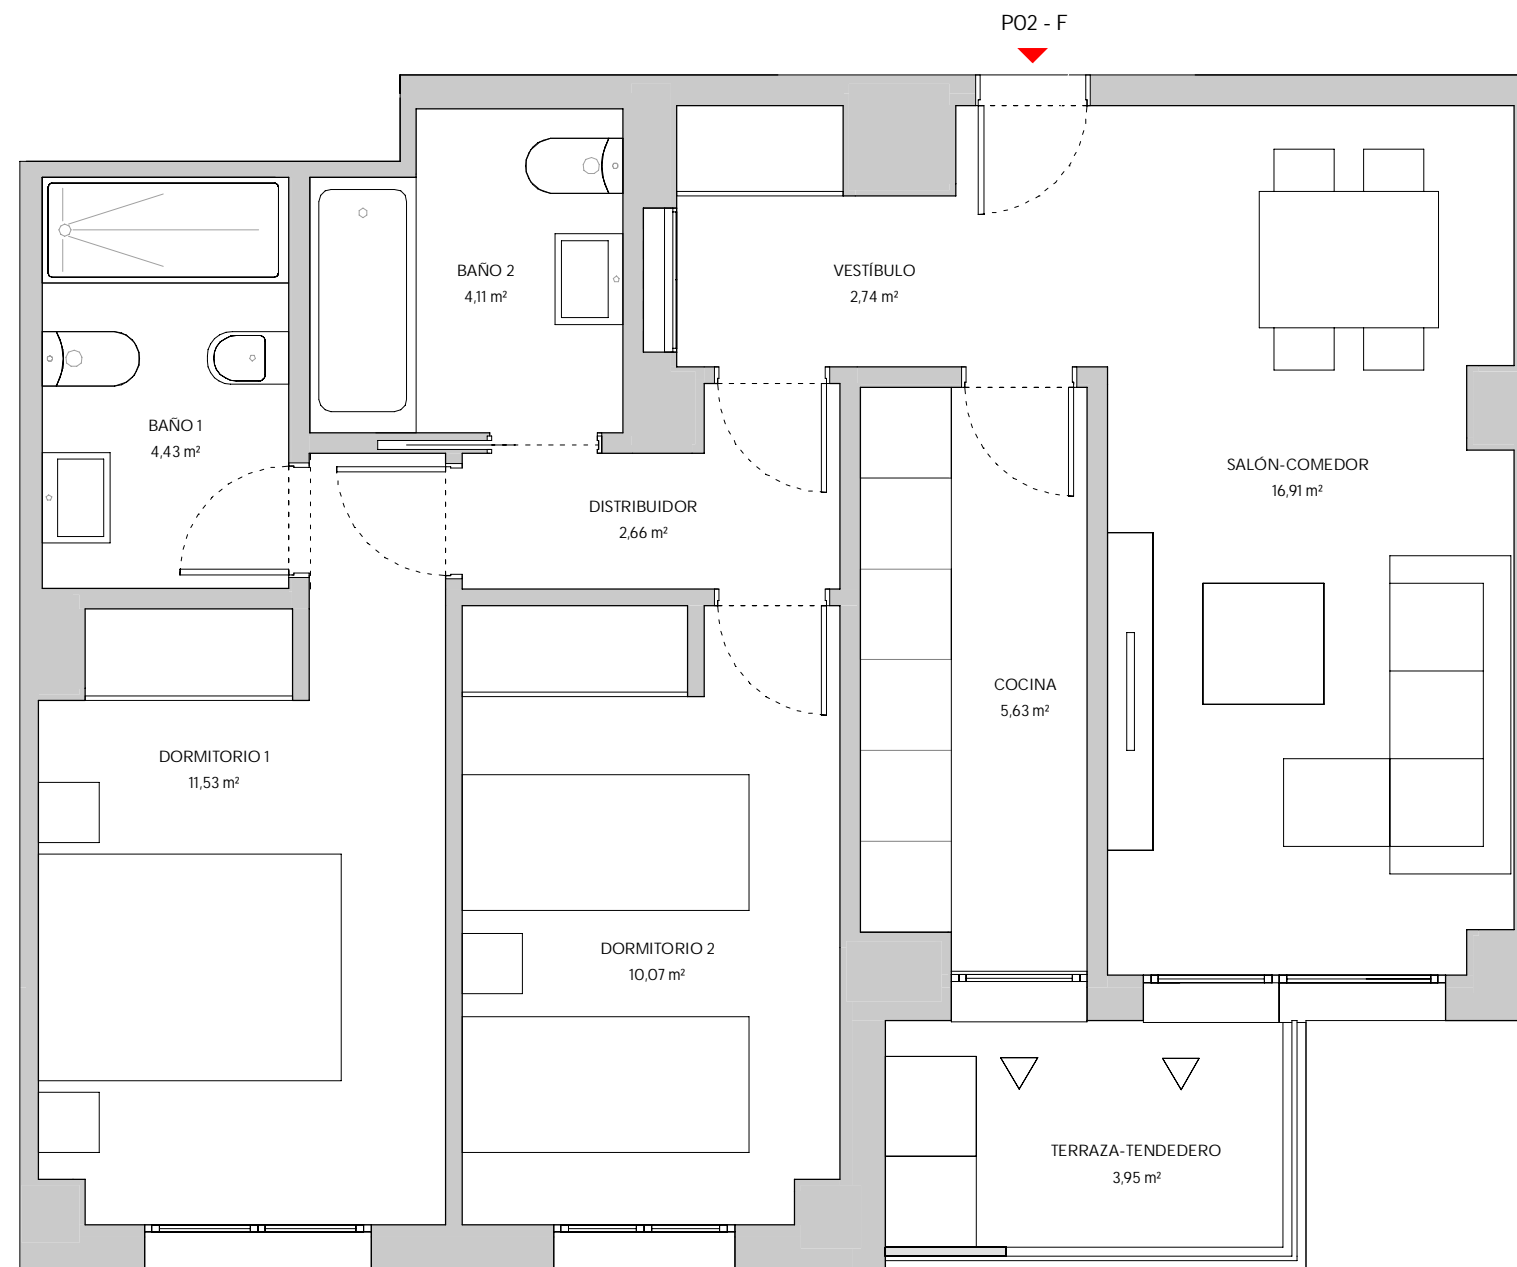 P02 - F
BAÑO 2
4,11 m²
VESTÍBULO
2,74 m²
BAÑO 1
4,43 m²
SALÓN-COMEDOR
16,91 m²
DISTRIBUIDOR
2,66 m²
COCINA
5,63 m²
DORMITORIO 1
11,53 m²
DORMITORIO 2
10,07 m²
TERRAZA-TENDEDERO
3,95 m²